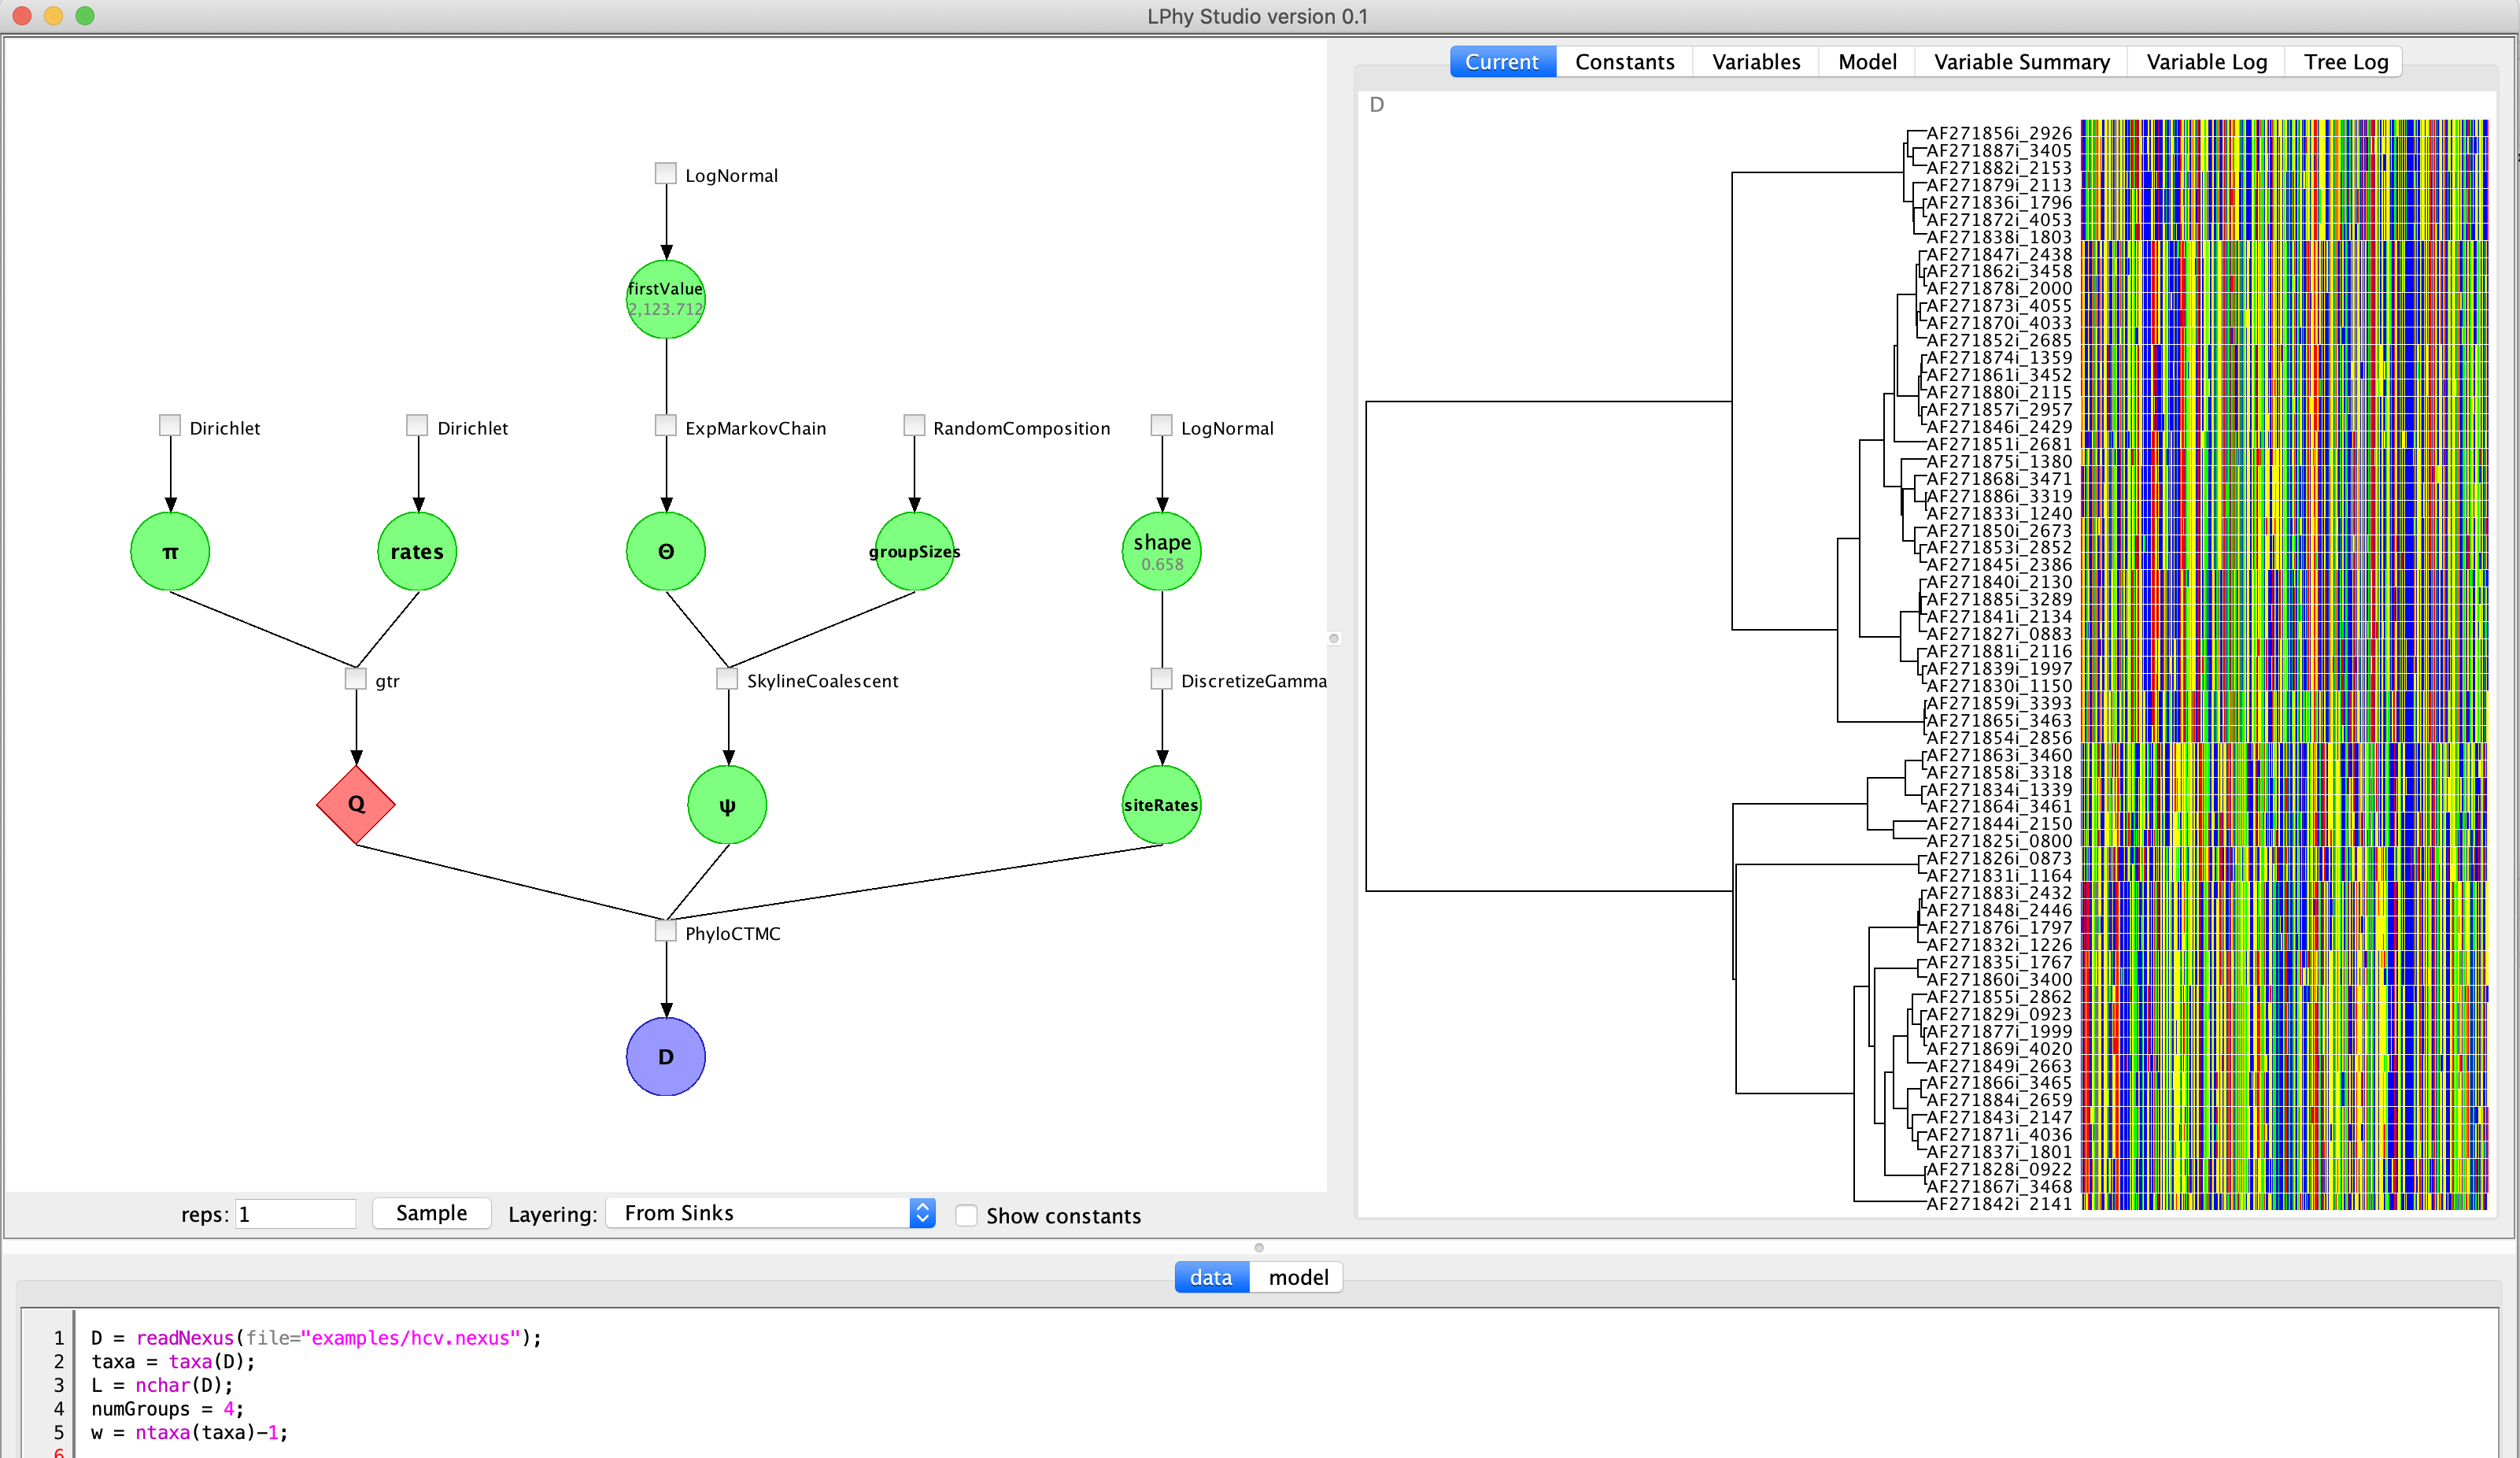 LPhy Studio version 0.1
Current Constants Variables Model Variable Summary Variable Log Tree Log
D
LogNormal
firstValue
2,123.712
Dirichlet Dirichlet ExpMarkovChain RandomComposition LogNormal
π rates Θ groupSizes shape
0.658
gtr SkylineCoalescent DiscretizeGamma
Q ψ siteRates
PhyloCTMC
D
AF271856i_2926
AF271887i_3405
AF271882i_2153
AF271879i_2113
AF271836i_1796
AF271872i_4053
AF271838i_1803
AF271847i_2438
AF271862i_3458
AF271878i_2000
AF271873i_4055
AF271870i_4033
AF271852i_2685
AF271874i_1359
AF271861i_3452
AF271880i_2115
AF271857i_2957
AF271846i_2429
AF271851i_2681
AF271875i_1380
AF271868i_3471
AF271886i_3319
AF271833i_1240
AF271850i_2673
AF271853i_2852
AF271845i_2386
AF271840i_2130
AF271885i_3289
AF271841i_2134
AF271827i_0883
AF271881i_2116
AF271839i_1997
AF271830i_1150
AF271859i_3393
AF271865i_3463
AF271854i_2856
AF271863i_3460
AF271858i_3318
AF271834i_1339
AF271864i_3461
AF271844i_2150
AF271825i_0800
AF271826i_0873
AF271831i_1164
AF271883i_2432
AF271848i_2446
AF271876i_1797
AF271832i_1226
AF271835i_1767
AF271860i_3400
AF271855i_2862
AF271829i_0923
AF271877i_1999
AF271869i_4020
AF271849i_2663
AF271866i_3465
AF271884i_2659
AF271843i_2147
AF271871i_4036
AF271837i_1801
AF271828i_0922
AF271867i_3468
AF271842i_2141
reps: 1 Sample Layering: From Sinks Show constants
data model
1 D = readNexus(file="examples/hcv.nexus");
2 taxa = taxa(D);
3 L = nchar(D);
4 numGroups = 4;
5 w = ntaxa(taxa)-1;
6